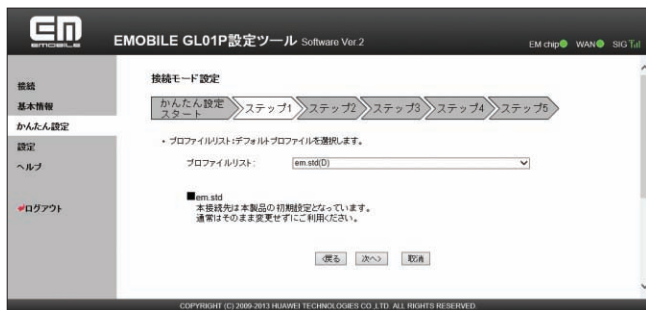 EM
EMOBILE
EMOBILE GL01P設定ツール Software Ver.2
EM chip WAN SIG
接続
基本情報
かんたん設定
設定
ヘルプ
ログアウト
接続モード設定
かんたん設定
スタート
ステップ1
ステップ2
ステップ3
ステップ4
ステップ5
・プロファイルリスト:デフォルトプロファイルを選択します。
プロファイルリスト: em.std(D)
■em.std
本接続先は本製品の初期設定となっています。
通常はそのまま変更せずにご利用ください。
<戻る 次へ> 取消
COPYRIGHT (C) 2009-2013 HUAWEI TECHNOLOGIES CO.,LTD. ALL RIGHTS RESERVED.